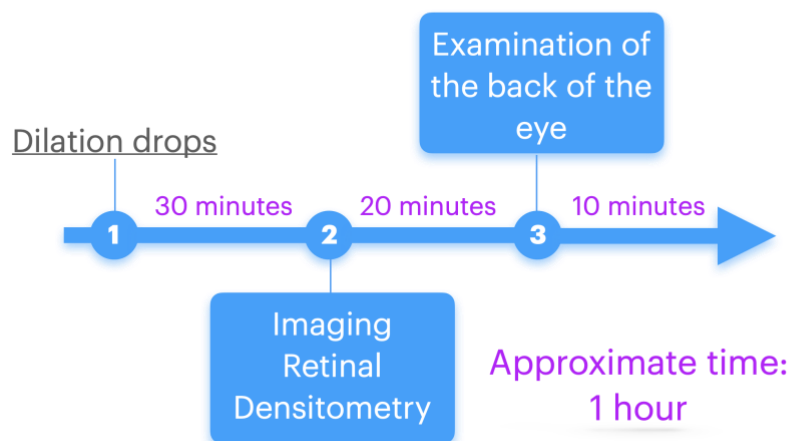 Examination of
the back of the
eye
Dilation drops
30 minutes
20 minutes
10 minutes
1
2
3
Imaging
Retinal
Densitometry
Approximate time:
1 hour